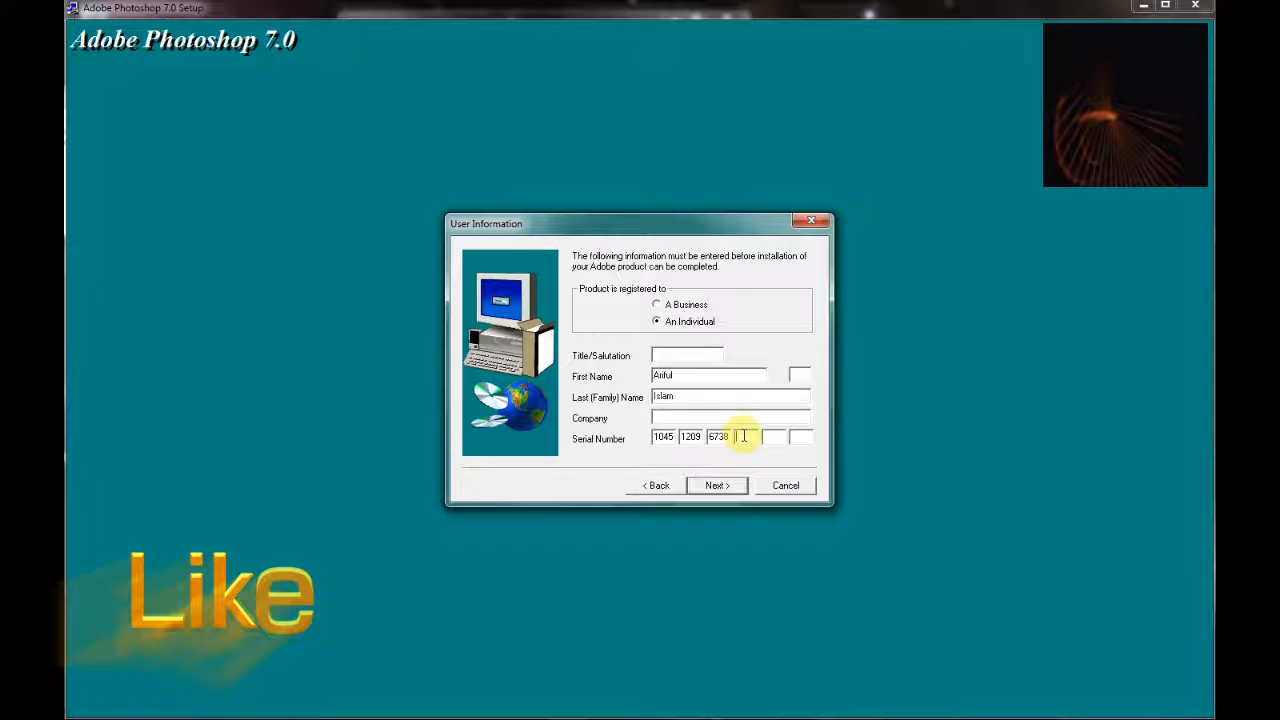 Adobe Photoshop 7.0 Setup
Adobe Photoshop 7.0
User Information
The following information must be entered before installation of
your Adobe product can be completed.
Product is registered to
A Business
An Individual
Title/Salutation
First Name Ariful
Last (Family) Name Islam
Company
Serial Number 1045 1209 6738
< Back Next > Cancel
Like